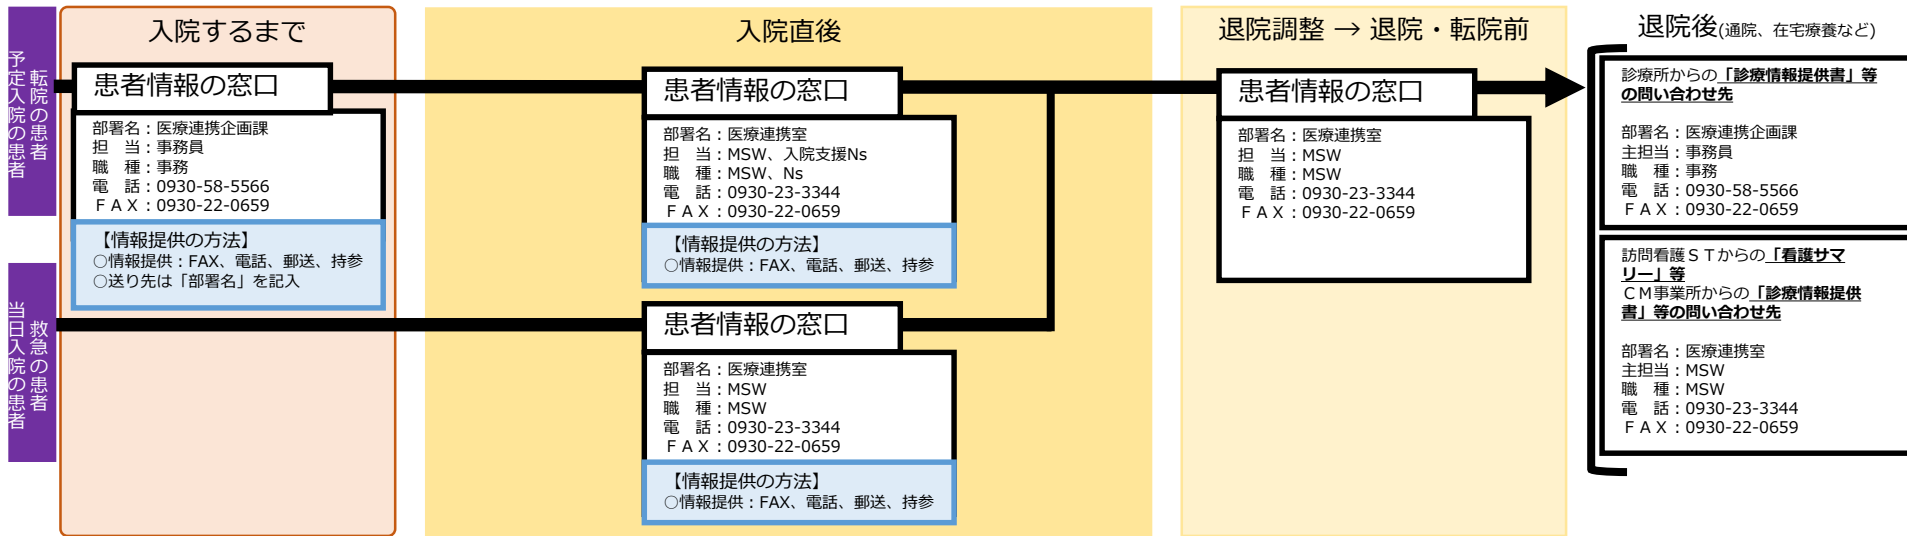 転院の患者
予定入院の患者
救急の患者
当日入院の患者
入院するまで
患者情報の窓口
部署名：医療連携企画課
担　当：事務員
職　種：事務
電　話：0930-58-5566
ＦＡＸ：0930-22-0659
【情報提供の方法】
○情報提供：FAX、電話、郵送、持参
○送り先は「部署名」を記入
入院直後
患者情報の窓口
部署名：医療連携室
担　当：MSW、入院支援Ns
職　種：MSW、Ns
電　話：0930-23-3344
ＦＡＸ：0930-22-0659
【情報提供の方法】
○情報提供：FAX、電話、郵送、持参
患者情報の窓口
部署名：医療連携室
担　当：MSW
職　種：MSW
電　話：0930-23-3344
ＦＡＸ：0930-22-0659
【情報提供の方法】
○情報提供：FAX、電話、郵送、持参
退院調整 → 退院・転院前
患者情報の窓口
部署名：医療連携室
担　当：MSW
職　種：MSW
電　話：0930-23-3344
ＦＡＸ：0930-22-0659
退院後(通院、在宅療養など)
診療所からの「診療情報提供書」等
の問い合わせ先
部署名：医療連携企画課
主担当：事務員
職　種：事務
電　話：0930-58-5566
ＦＡＸ：0930-22-0659
訪問看護ＳＴからの「看護サマ
リー」等
ＣＭ事業所からの「診療情報提供
書」等の問い合わせ先
部署名：医療連携室
主担当：MSW
職　種：MSW
電　話：0930-23-3344
ＦＡＸ：0930-22-0659